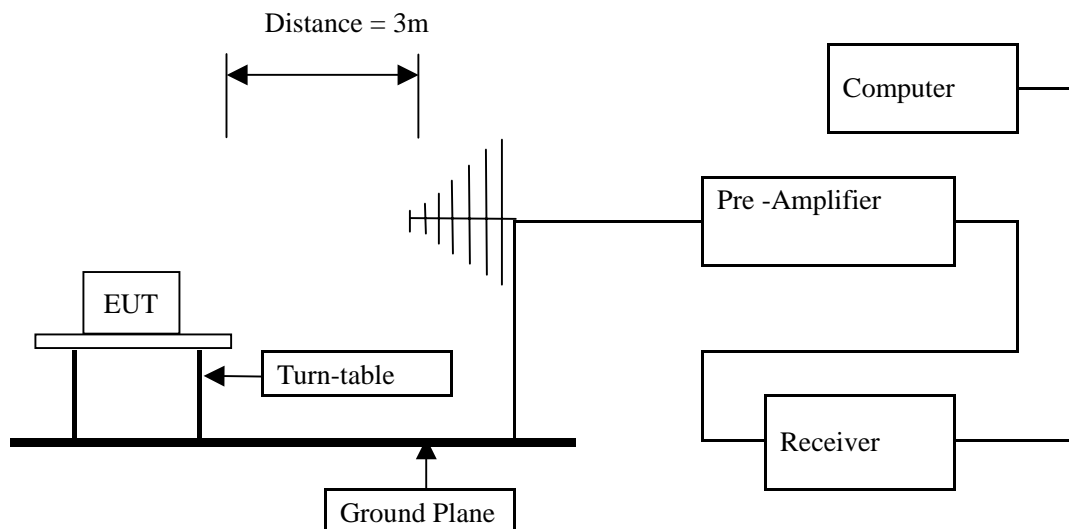 Distance = 3m
Computer
Pre -Amplifier
EUT
Turn-table
Receiver
Ground Plane